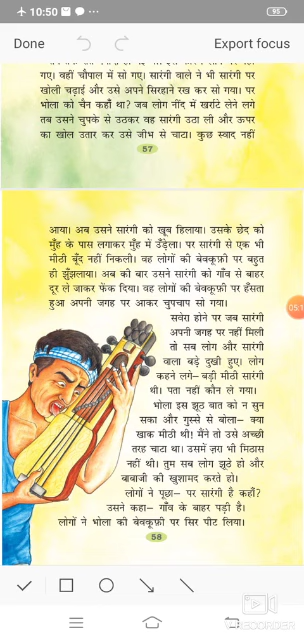 10:50
95
Done
Export focus
गए। वहीं चौपाल में सो गए। सारंगी वाले ने भी सारंगी पर
खोली चढ़ाई और उसे अपने सिरहाने रख कर सो गया। पर
भोला को चैन कहाँ था? जब लोग नींद में खर्राटे लेने लगे
तब उसने चुपके से उठकर वह सारंगी उठा ली और ऊपर
का खोल उतार कर उसे जीभ से चाटा। कुछ स्वाद नहीं
57
आया। अब उसने सारंगी को खूब हिलाया। उसके छेद को
मुँह के पास लगाकर मुँह में उँड़ेला। पर सारंगी से एक भी
मीठी बूँद नहीं निकली। वह लोगों की बेवकूफ़ी पर बहुत
ही झुँझलाया। अब की बार उसने सारंगी को गाँव से बाहर
दूर ले जाकर फेंक दिया। वह लोगों की बेवकूफ़ी पर हँसता
हुआ अपनी जगह पर आकर चुपचाप सो गया।
सवेरा होने पर जब सारंगी
अपनी जगह पर नहीं मिली
तो सब लोग और सारंगी
वाला बड़े दुखी हुए। लोग
कहने लगे– बड़ी मीठी सारंगी
थी। पता नहीं कौन ले गया।
भोला इस झूठ बात को न सुन
सका और गुस्से से बोला– क्या
खाक मीठी थी! मैंने तो उसे अच्छी
तरह चाटा था। उसमें ज़रा भी मिठास
नहीं थी। तुम सब लोग झूठे हो और
बाबाजी की खुशामद करते हो।
लोगों ने पूछा– पर सारंगी है कहाँ?
उसने कहा– गाँव के बाहर पड़ी है।
लोगों ने भोला की बेवकूफ़ी पर सिर पीट लिया।
58
RECORDER